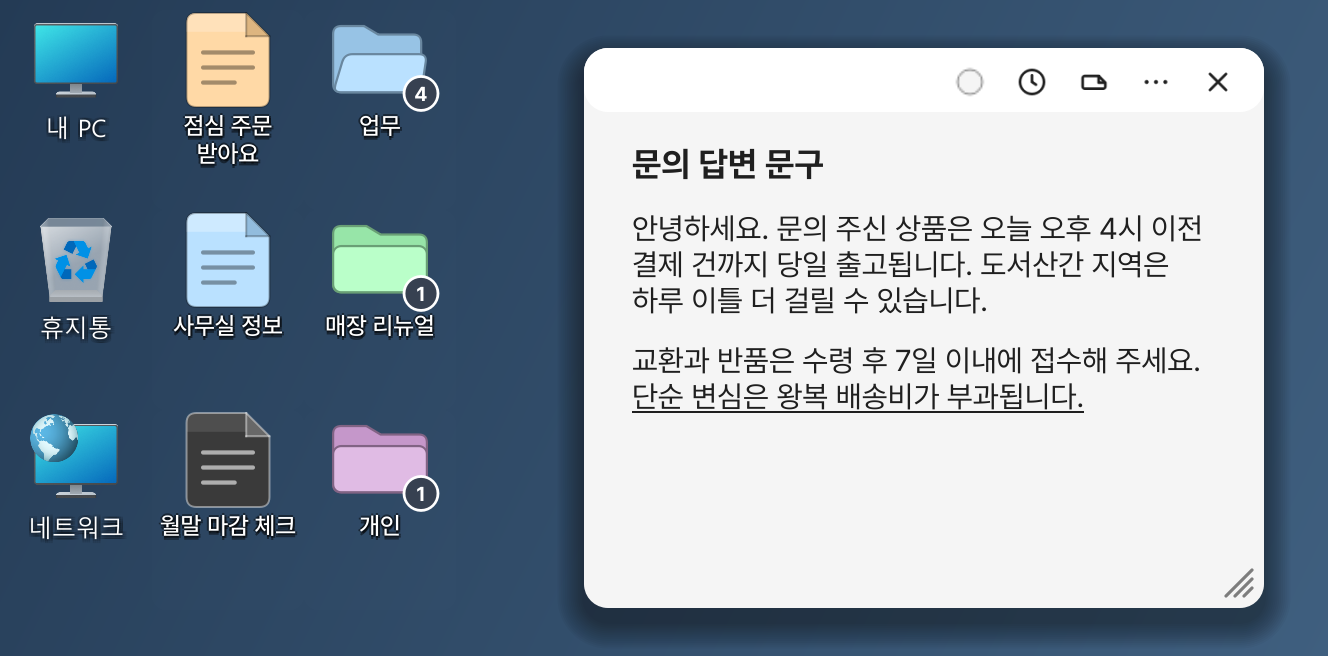 내 PC
점심 주문
받아요
업무
4
휴지통
사무실 정보
매장 리뉴얼
1
네트워크
월말 마감 체크
개인
1
문의 답변 문구
안녕하세요. 문의 주신 상품은 오늘 오후 4시 이전
결제 건까지 당일 출고됩니다. 도서산간 지역은
하루 이틀 더 걸릴 수 있습니다.
교환과 반품은 수령 후 7일 이내에 접수해 주세요.
단순 변심은 왕복 배송비가 부과됩니다.